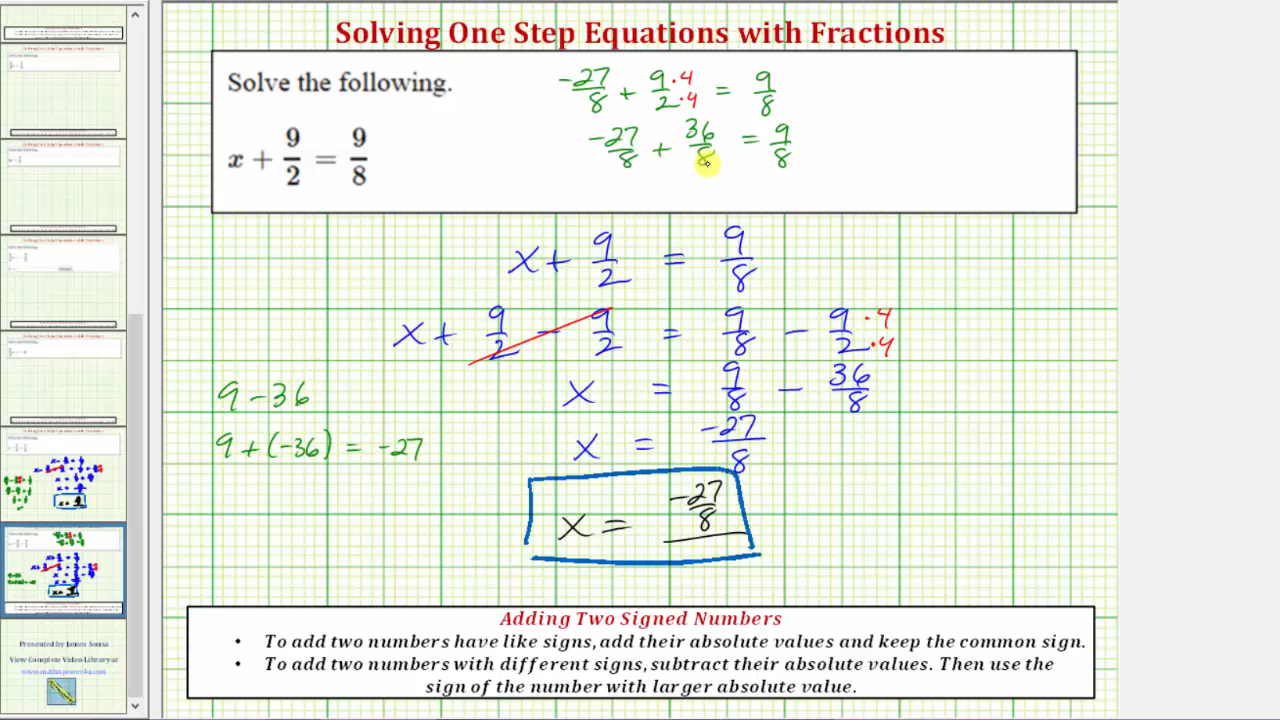 Solving One Step Equations with Fractions
Solve the following.
x + 9/2 = 9/8
-27/8 + 9·4/2·4 = 9/8
-27/8 + 36/8 = 9/8
x + 9/2 = 9/8
x + 9/2 - 9/2 = 9/8 - 9·4/2·4
x = 9/8 - 36/8
9 - 36
x = -27/8
9 + (-36) = -27
x = -27/8
Adding Two Signed Numbers
• To add two numbers have like signs, add their absolute values and keep the common sign.
• To add two numbers with different signs, subtract their absolute values. Then use the
sign of the number with larger absolute value.
Presented by James Sousa
View Complete Video Library at
www.mathispower4u.com